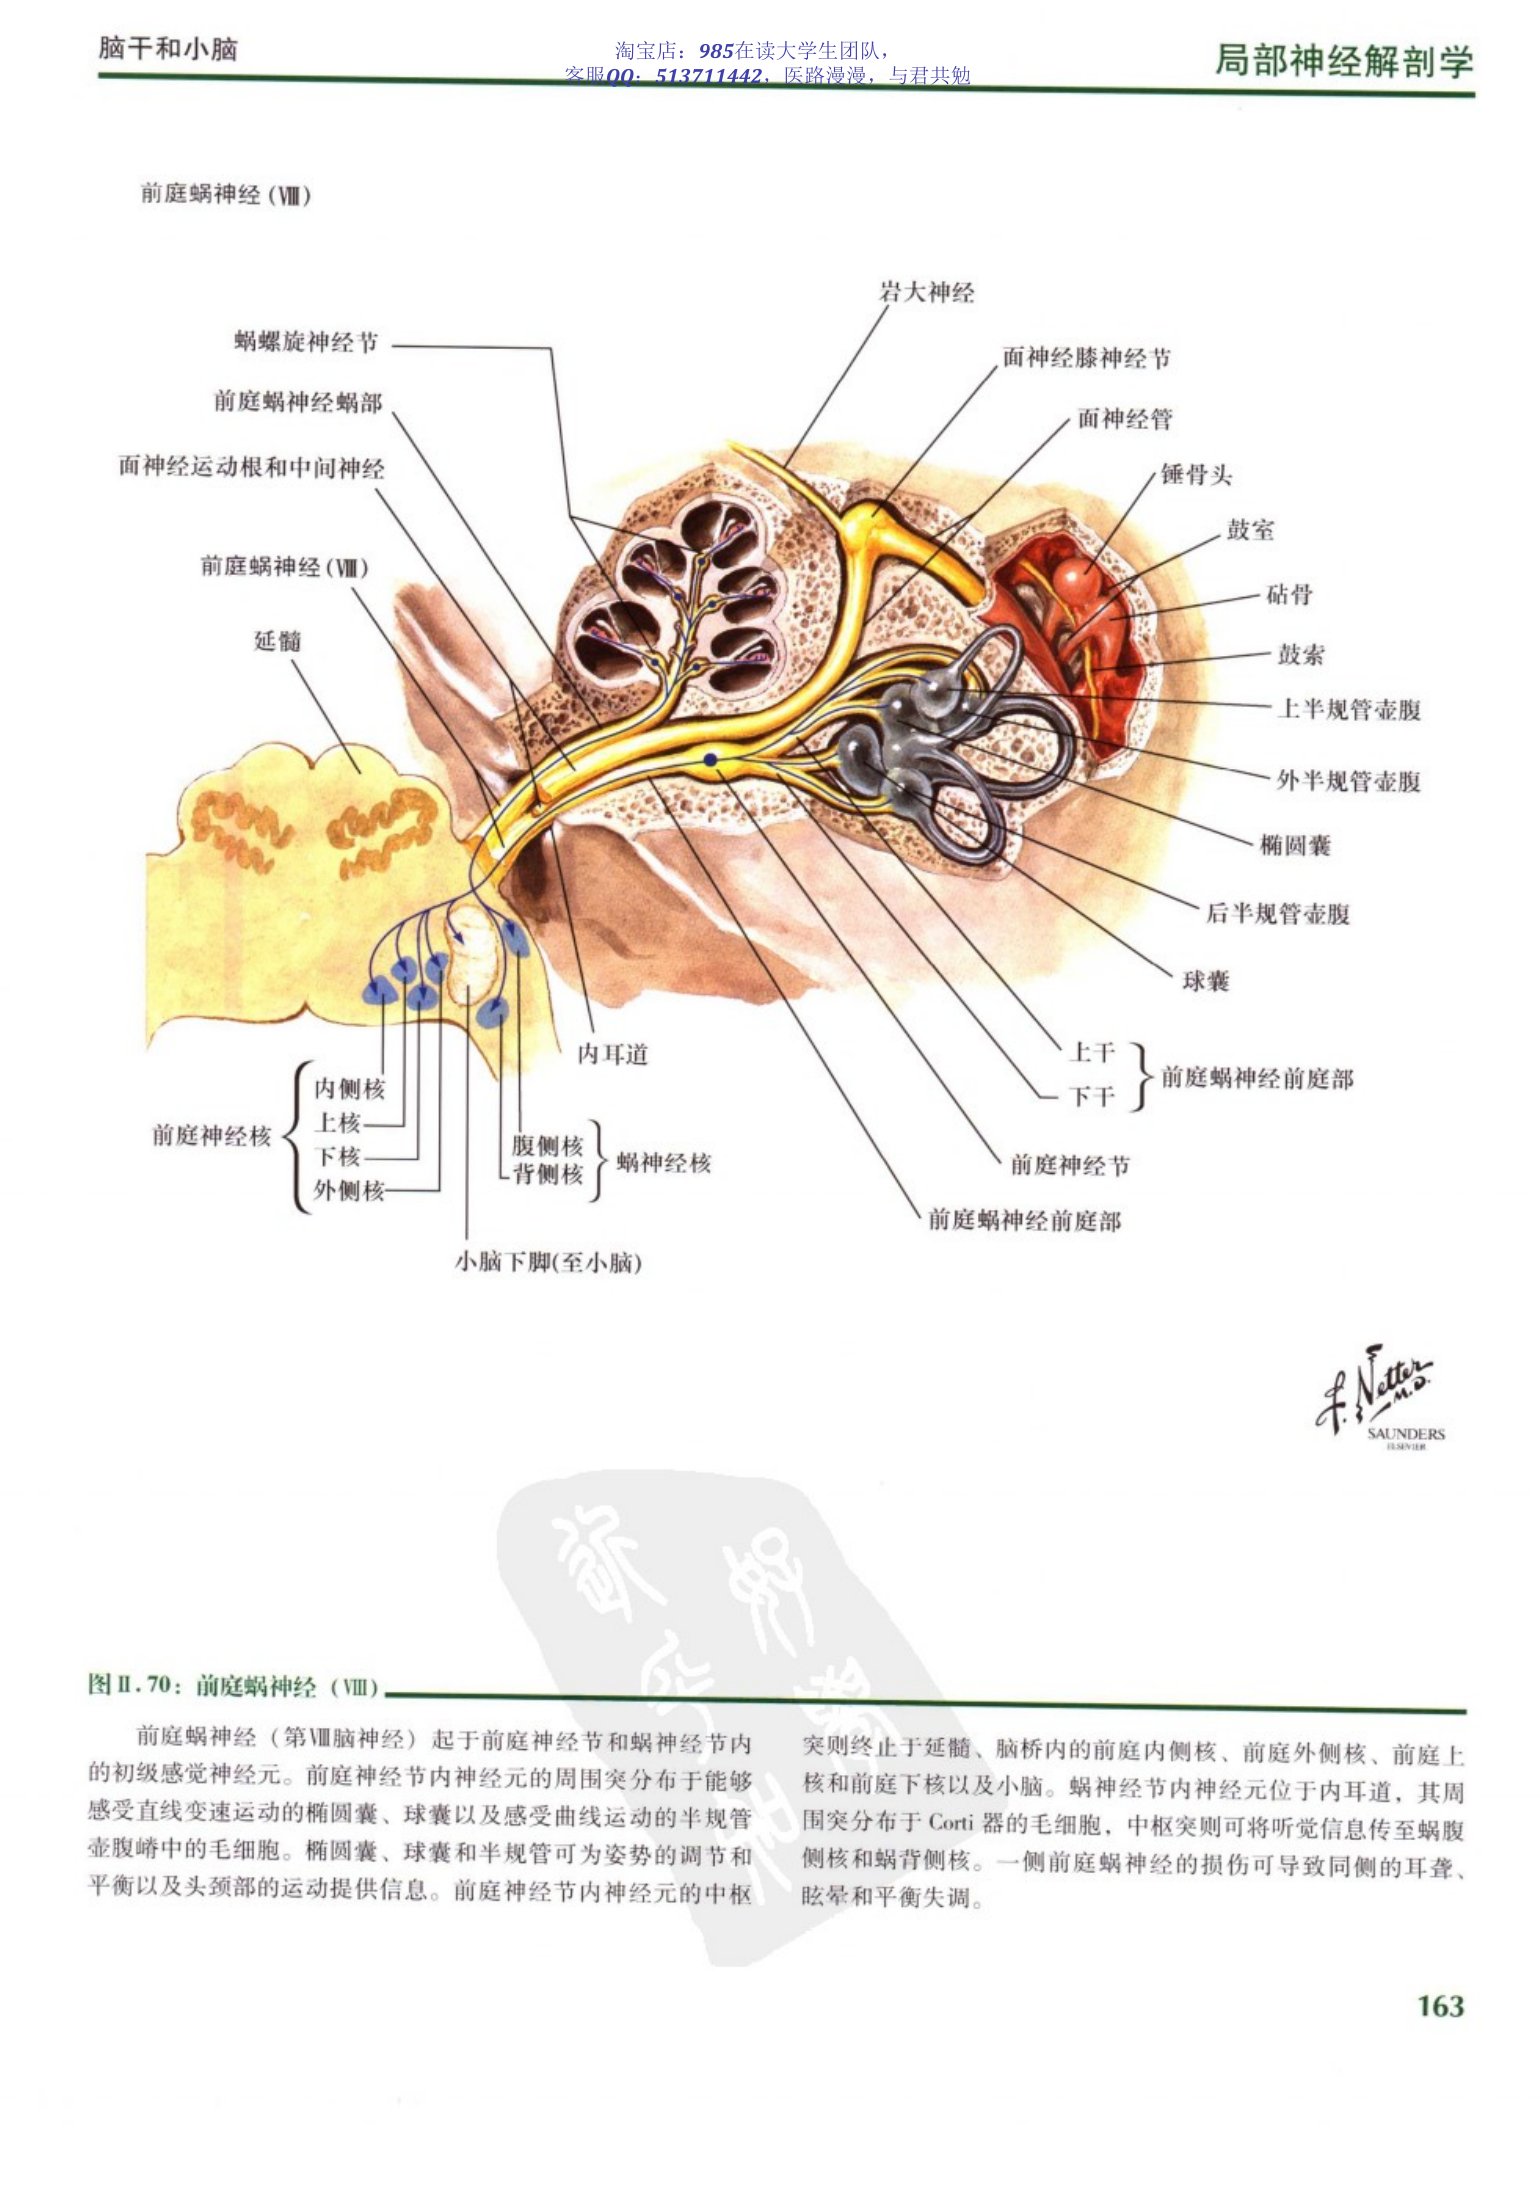 脑干和小脑
淘宝店：985在读大学生团队，
客服QQ：513711442，医路漫漫，与君共勉
局部神经解剖学
前庭蜗神经(Ⅷ)
岩大神经
蜗螺旋神经节
面神经膝神经节
前庭蜗神经蜗部
面神经管
面神经运动根和中间神经
锤骨头
鼓室
前庭蜗神经(Ⅷ)
砧骨
延髓
鼓索
上半规管壶腹
外半规管壶腹
椭圆囊
后半规管壶腹
球囊
内耳道
上干
下干
前庭蜗神经前庭部
前庭神经核
内侧核
上核
下核
外侧核
腹侧核
背侧核
蜗神经核
前庭神经节
前庭蜗神经前庭部
小脑下脚(至小脑)
F. Netter
M.D.
SAUNDERS
ELSEVIER
图Ⅱ.70：前庭蜗神经（Ⅷ）
前庭蜗神经（第Ⅷ脑神经）起于前庭神经节和蜗神经节内
的初级感觉神经元。前庭神经节内神经元的周围突分布于能够
感受直线变速运动的椭圆囊、球囊以及感受曲线运动的半规管
壶腹嵴中的毛细胞。椭圆囊、球囊和半规管可为姿势的调节和
平衡以及头颈部的运动提供信息。前庭神经节内神经元的中枢
突则终止于延髓、脑桥内的前庭内侧核、前庭外侧核、前庭上
核和前庭下核以及小脑。蜗神经节内神经元位于内耳道，其周
围突分布于 Corti 器的毛细胞，中枢突则可将听觉信息传至蜗腹
侧核和蜗背侧核。一侧前庭蜗神经的损伤可导致同侧的耳聋、
眩晕和平衡失调。
163